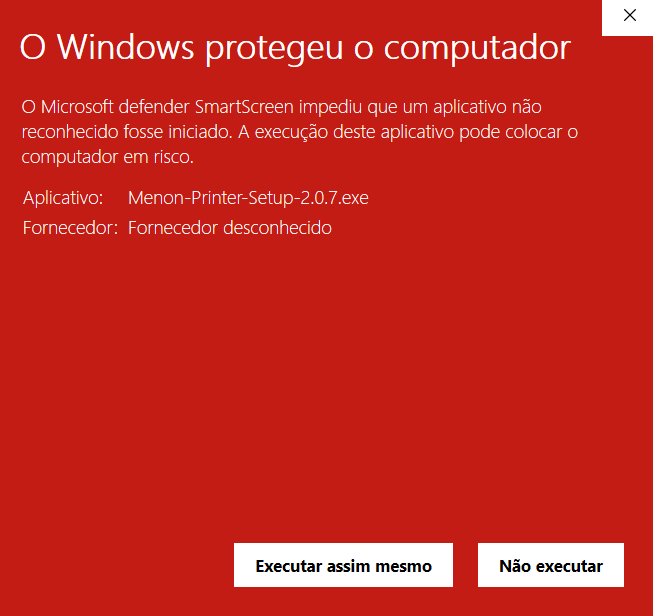 O Windows protegeu o computador
O Microsoft defender SmartScreen impediu que um aplicativo não
reconhecido fosse iniciado. A execução deste aplicativo pode colocar o
computador em risco.
Aplicativo: Menon-Printer-Setup-2.0.7.exe
Fornecedor: Fornecedor desconhecido
Executar assim mesmo
Não executar